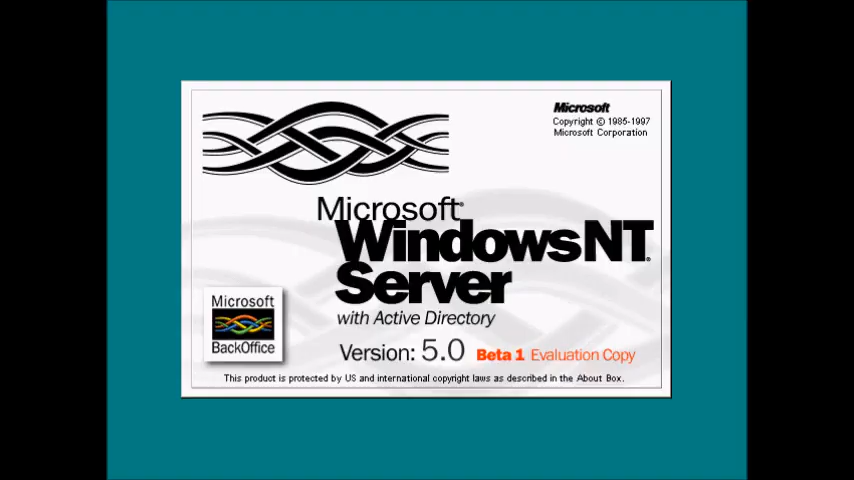 Microsoft
Copyright © 1985-1997
Microsoft Corporation
Microsoft®
Windows NT®
Server
with Active Directory
Microsoft
BackOffice
Version: 5.0 Beta 1 Evaluation Copy
This product is protected by US and international copyright laws as described in the About Box.